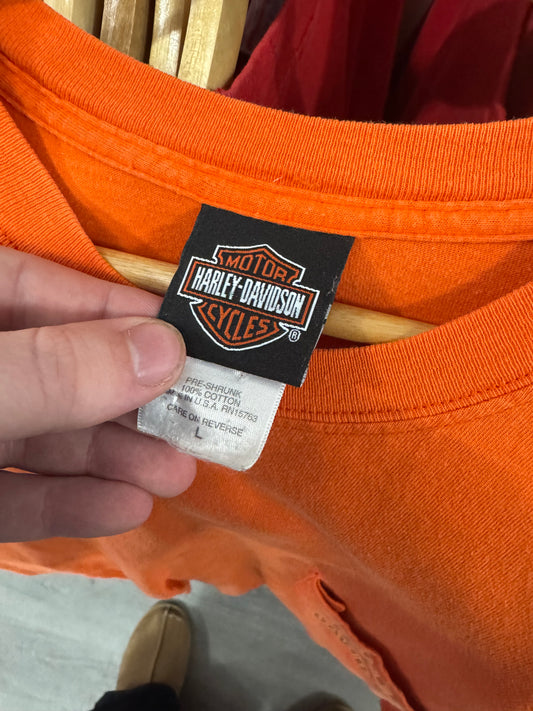 MOTOR
HARLEY-DAVIDSON
CYCLES
®
PRE-SHRUNK
100% COTTON
IN U.S.A. RN15763
CARE ON REVERSE
L